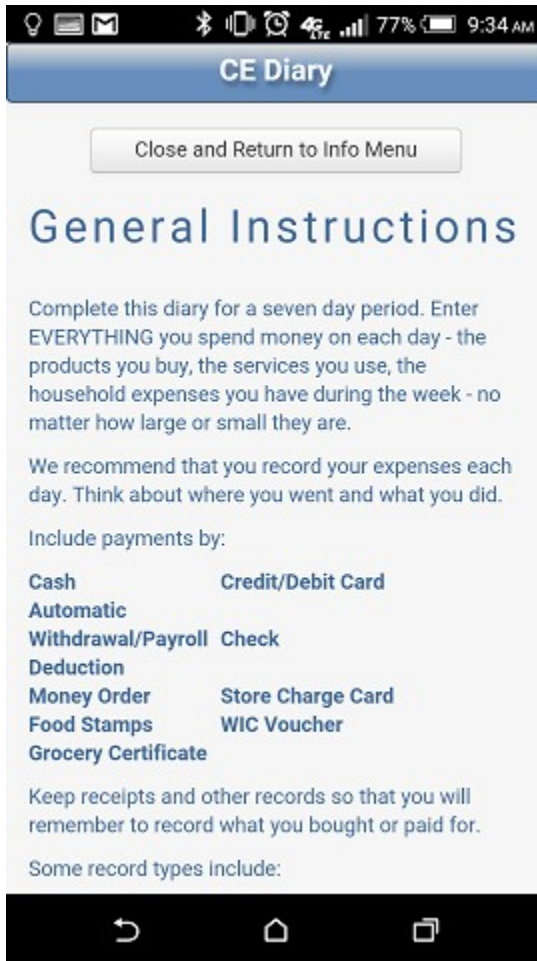 77% 9:34 AM
CE Diary
Close and Return to Info Menu
General Instructions
Complete this diary for a seven day period. Enter
EVERYTHING you spend money on each day - the
products you buy, the services you use, the
household expenses you have during the week - no
matter how large or small they are.
We recommend that you record your expenses each
day. Think about where you went and what you did.
Include payments by:
Cash Credit/Debit Card
Automatic
Withdrawal/Payroll Check
Deduction
Money Order Store Charge Card
Food Stamps WIC Voucher
Grocery Certificate
Keep receipts and other records so that you will
remember to record what you bought or paid for.
Some record types include: